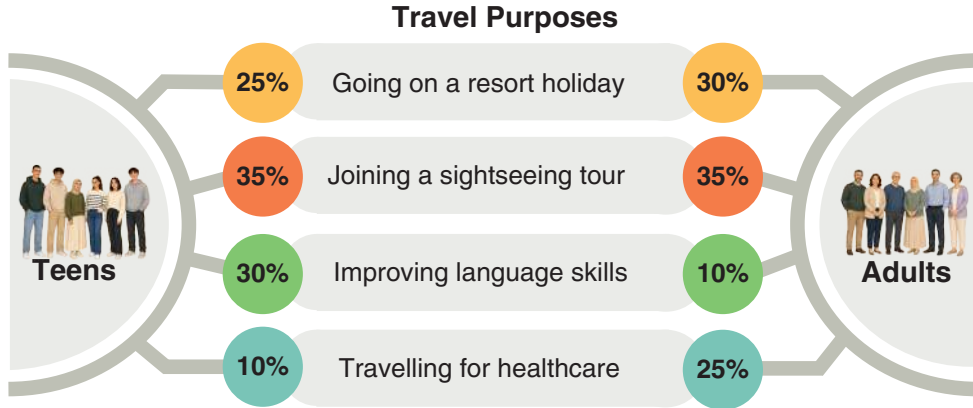 Travel Purposes
25% Going on a resort holiday 30%
35% Joining a sightseeing tour 35%
30% Improving language skills 10%
10% Travelling for healthcare 25%
Teens
Adults